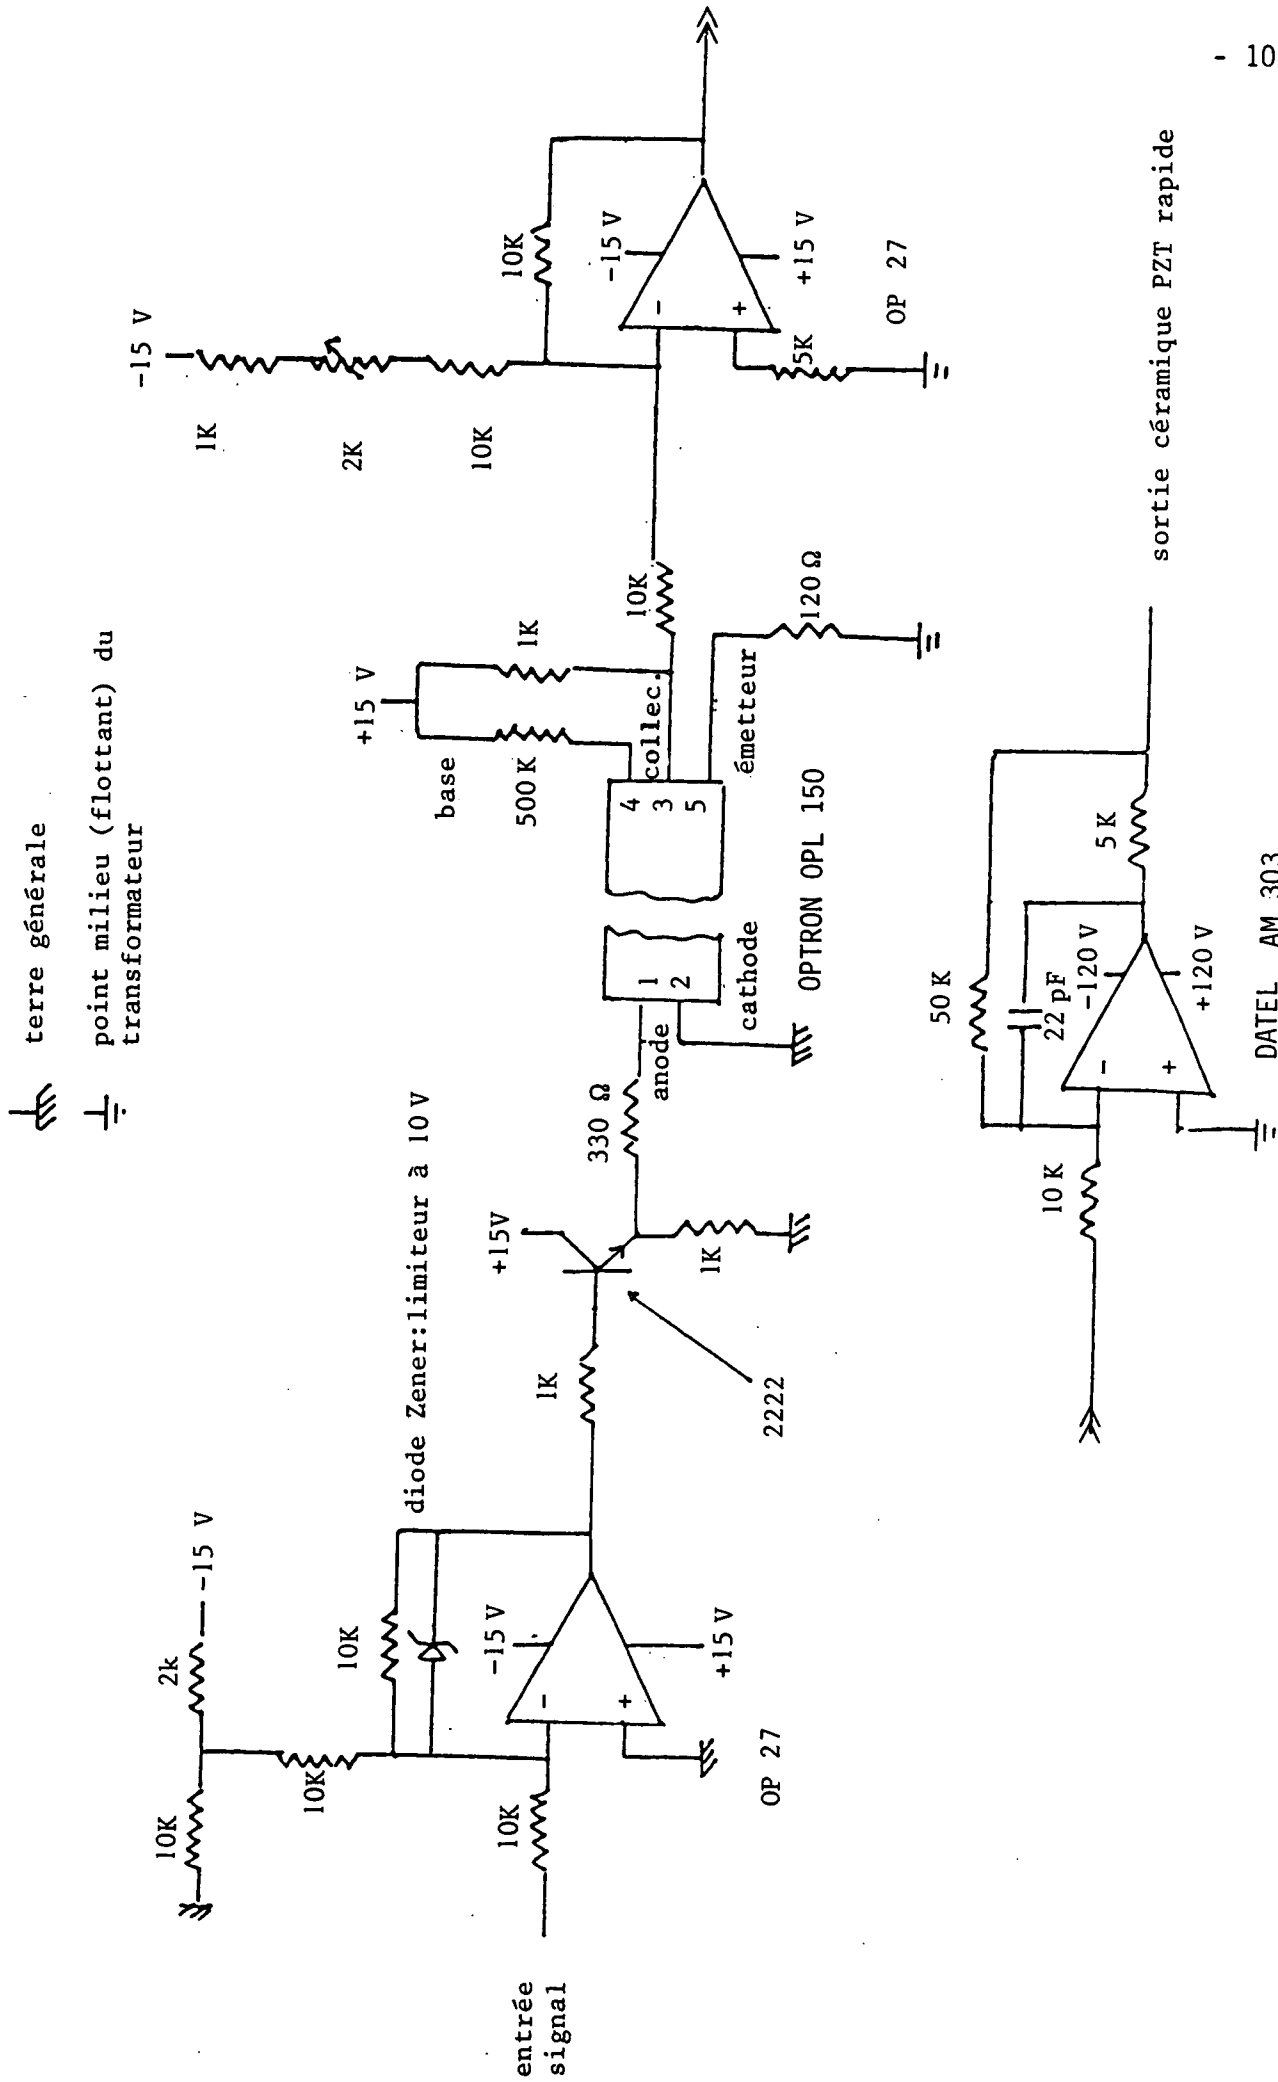 - 10
terre générale
point milieu (flottant) du
transformateur
entrée
signal
10K
2k
-15 V
10K
10K
10K
diode Zener:limiteur à 10 V
-15 V
-
+
+15 V
OP 27
1K
+15V
2222
1K
330 Ω
anode
cathode
1
2
OPTRON OPL 150
4
3
5
base
collec.
émetteur
500 K
+15 V
1K
10K
120 Ω
-15 V
1K
2K
10K
10K
-15 V
-
+
+15 V
5K
OP 27
10 K
50 K
22 pF
-120 V
-
+
+120 V
5 K
DATEL AM 303
sortie céramique PZT rapide